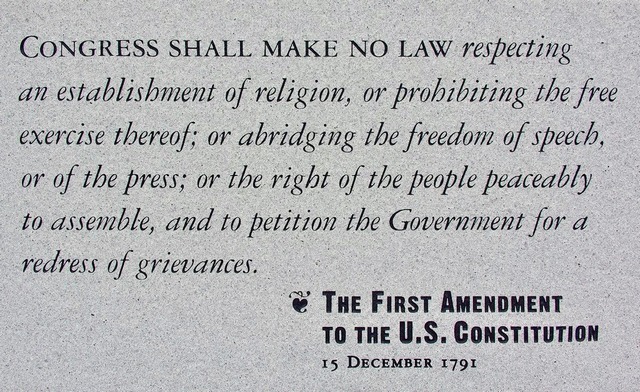 CONGRESS SHALL MAKE NO LAW respecting
an establishment of religion, or prohibiting the free
exercise thereof; or abridging the freedom of speech,
or of the press; or the right of the people peaceably
to assemble, and to petition the Government for a
redress of grievances.
THE FIRST AMENDMENT
TO THE U.S. CONSTITUTION
15 DECEMBER 1791